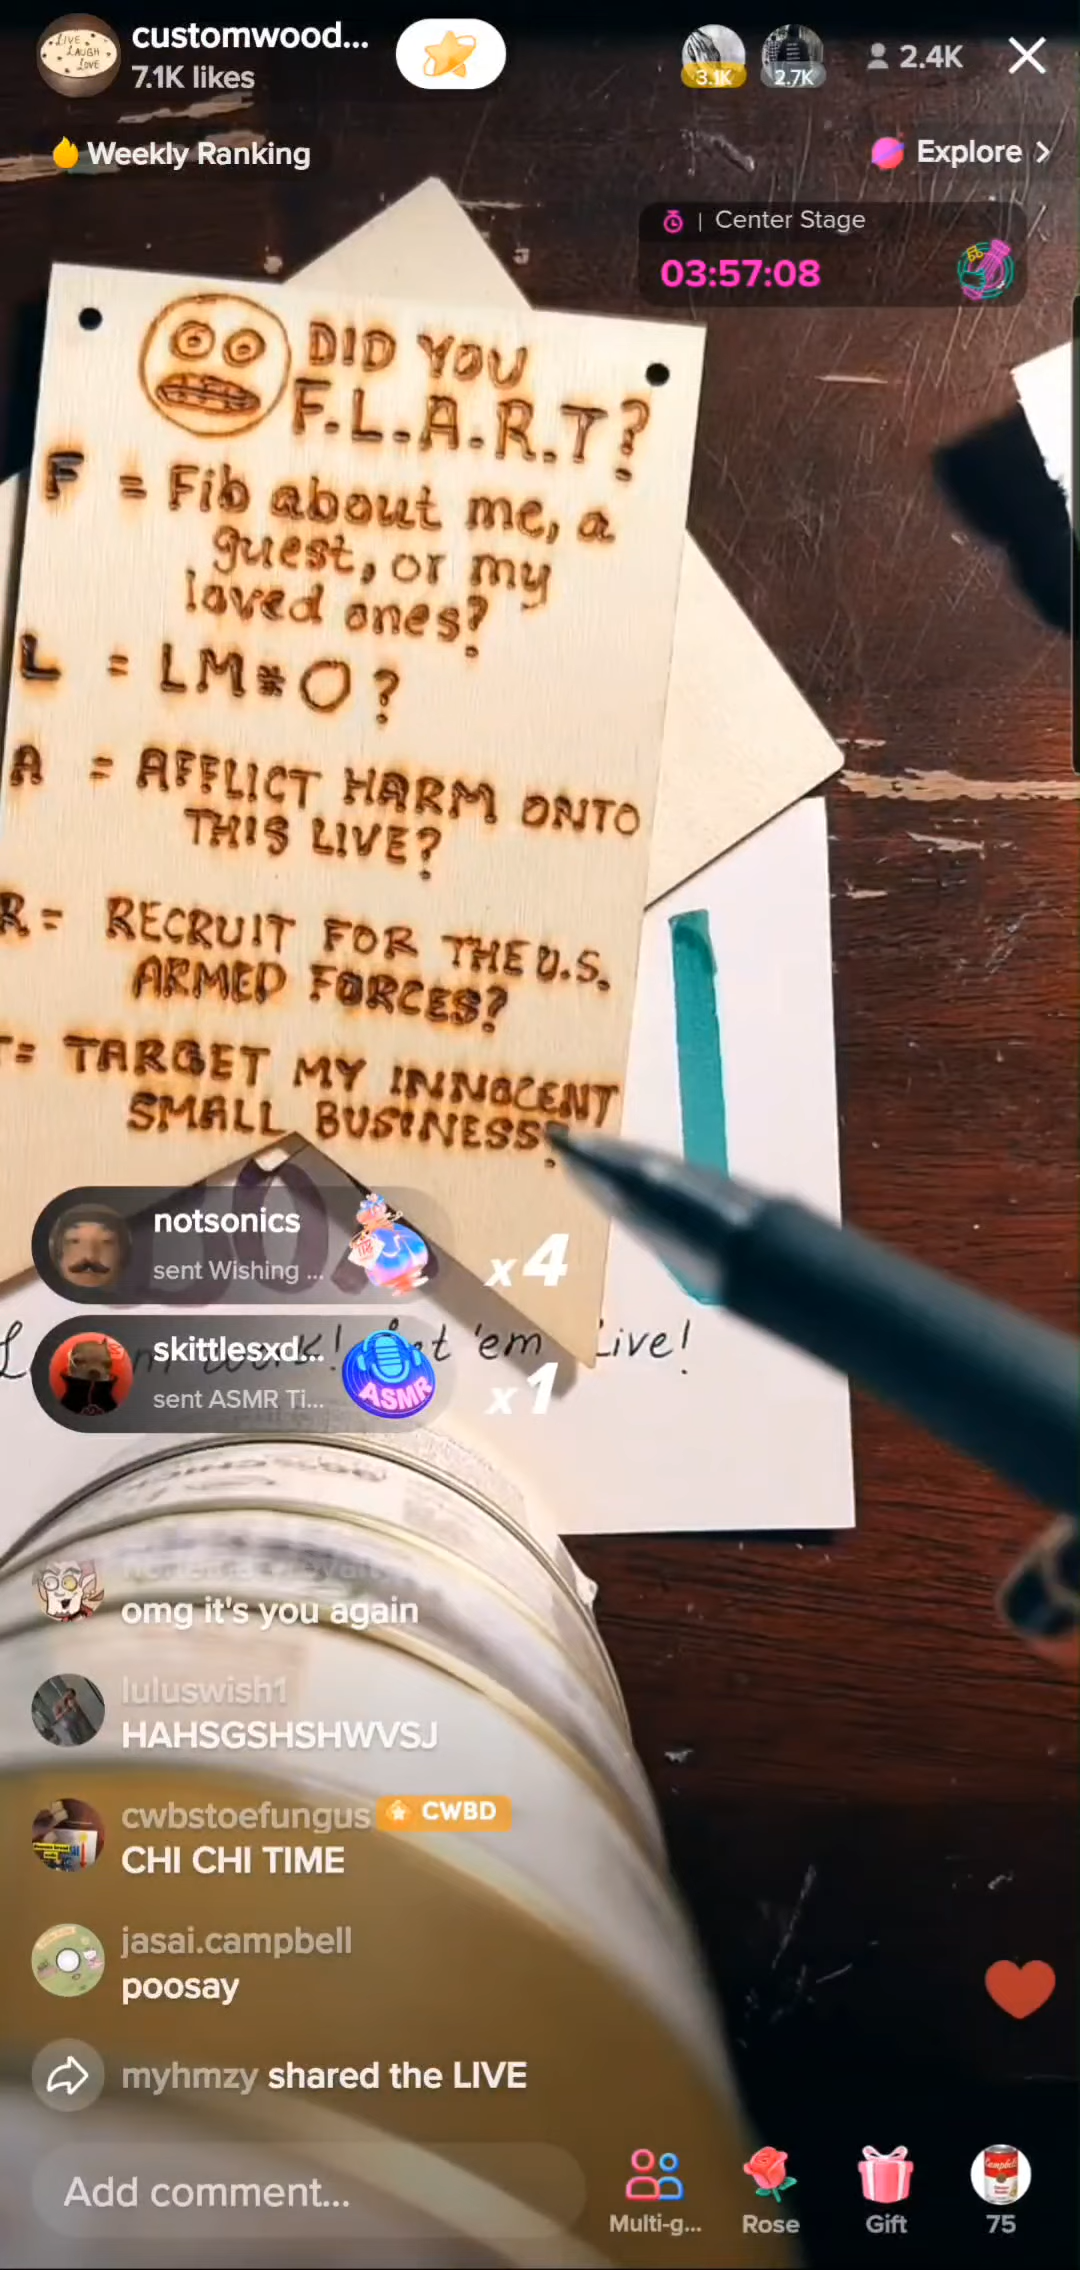 LIVE
LAUGH
LOVE
customwood...
7.1K likes
3.1K
2.7K
2.4K
Weekly Ranking
Explore >
| Center Stage
03:57:08
DID YOU
F.L.A.R.T?
F = Fib about me, a
guest, or my
loved ones?
L = LM*O?
A = AFFLICT HARM ONTO
THIS LIVE?
R = RECRUIT FOR THE U.S.
ARMED FORCES?
T = TARGET MY INNOCENT
SMALL BUSINESS?
notsonics
sent Wishing ...
x4
'em Live!
skittlesxd...
sent ASMR Ti...
ASMR
x1
omg it's you again
luluswish1
HAHSGSHSHWVSJ
cwbstoefungus CWBD
CHI CHI TIME
jasai.campbell
poosay
myhmzy shared the LIVE
Add comment...
Multi-g...
Rose
Gift
Campbell's
75